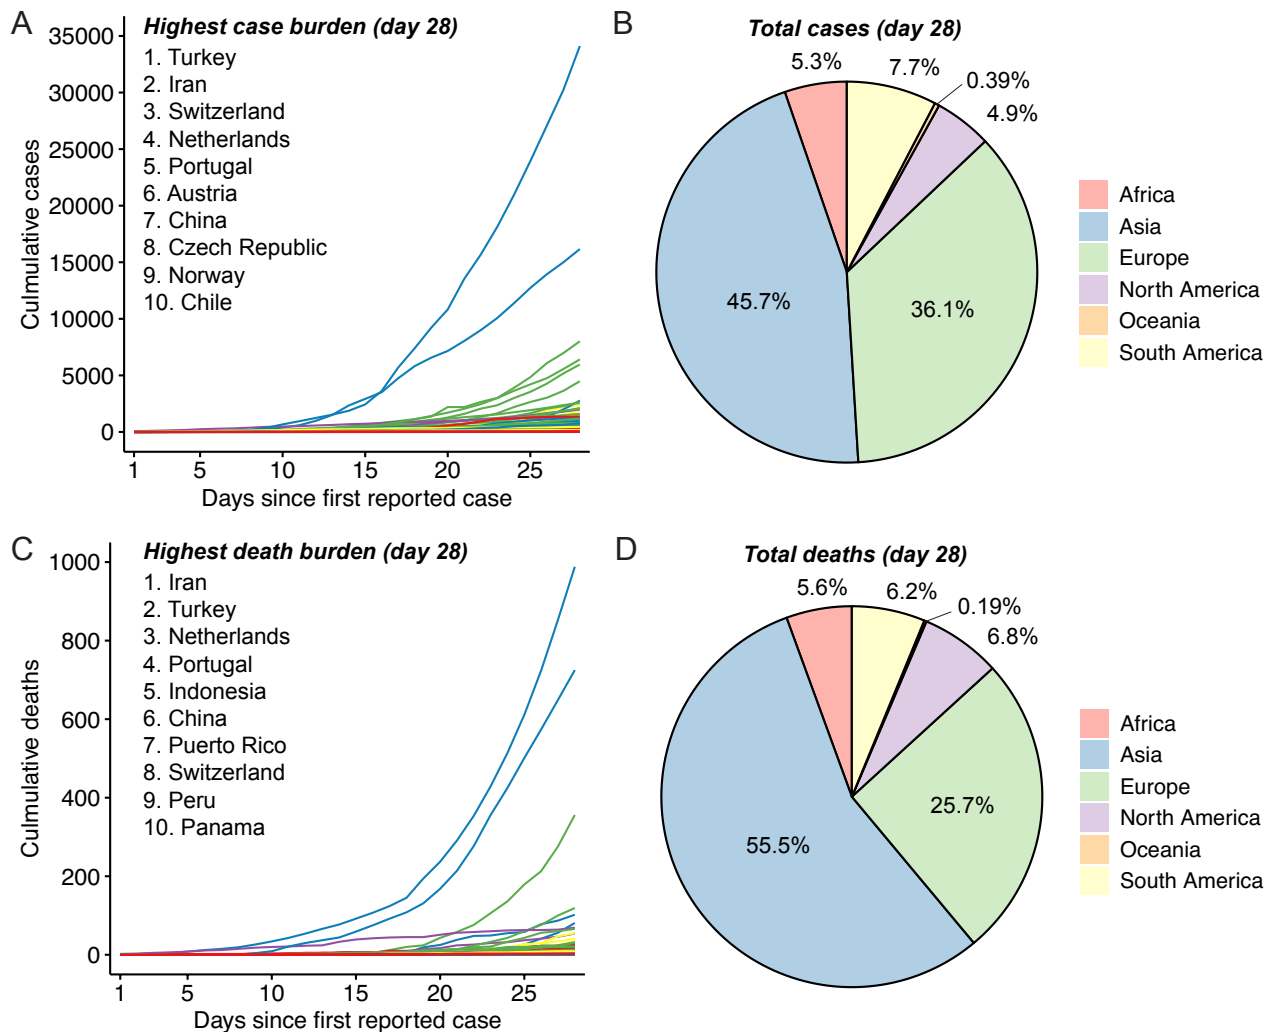 A
Highest case burden (day 28)
1. Turkey
2. Iran
3. Switzerland
4. Netherlands
5. Portugal
6. Austria
7. China
8. Czech Republic
9. Norway
10. Chile
35000
30000
25000
20000
15000
10000
5000
0
Culmulative cases
1 5 10 15 20 25
Days since first reported case
B
Total cases (day 28)
5.3%
7.7%
0.39%
4.9%
45.7%
36.1%
Africa
Asia
Europe
North America
Oceania
South America
C
Highest death burden (day 28)
1. Iran
2. Turkey
3. Netherlands
4. Portugal
5. Indonesia
6. China
7. Puerto Rico
8. Switzerland
9. Peru
10. Panama
1000
800
600
400
200
0
Culmulative deaths
1 5 10 15 20 25
Days since first reported case
D
Total deaths (day 28)
5.6%
6.2%
0.19%
6.8%
55.5%
25.7%
Africa
Asia
Europe
North America
Oceania
South America